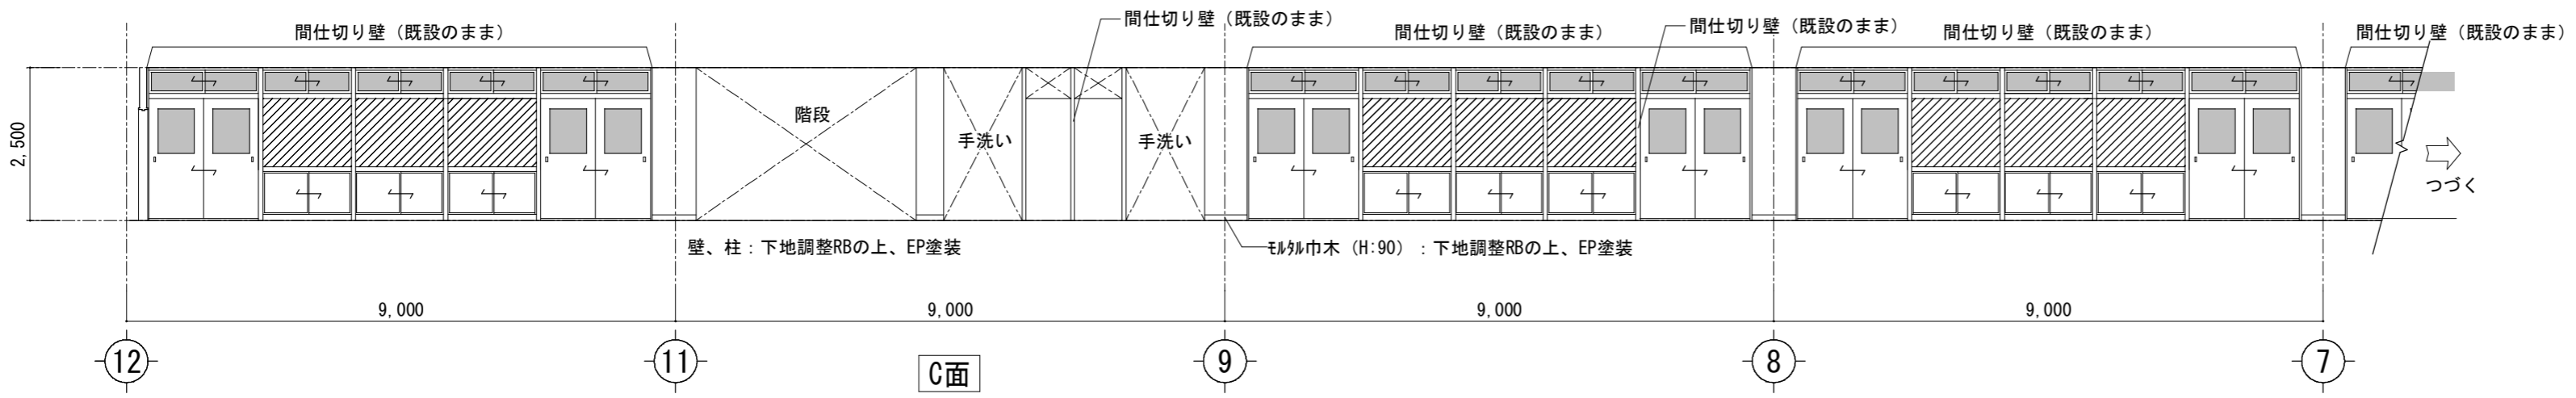 間仕切り壁（既設のまま）
間仕切り壁（既設のまま）
間仕切り壁（既設のまま）
間仕切り壁（既設のまま）
間仕切り壁（既設のまま）
間仕切り壁（既設のまま）
2,500
階段
手洗い
手洗い
つづく
壁、柱：下地調整RBの上、EP塗装
ﾓﾙﾀﾙ巾木（H:90）：下地調整RBの上、EP塗装
9,000
9,000
9,000
9,000
12
11
9
8
7
C面